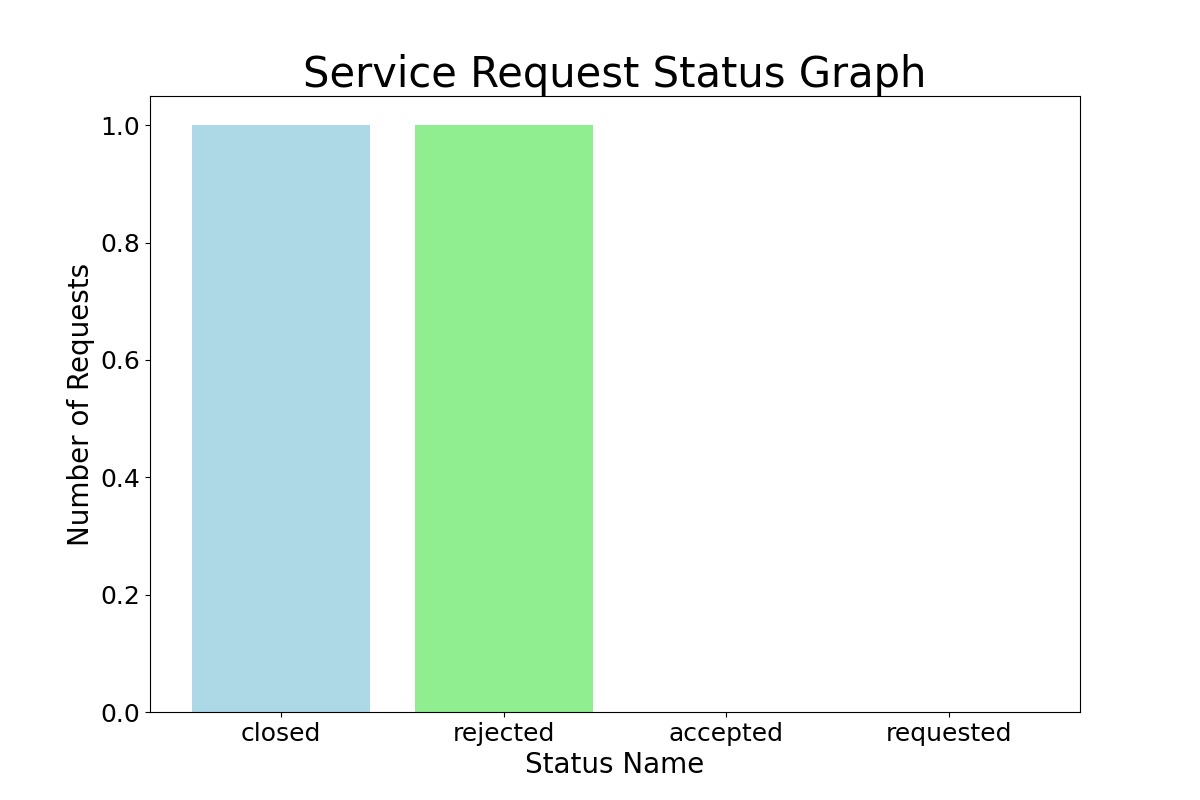 Service Request Status Graph
Number of Requests
1.0
0.8
0.6
0.4
0.2
0.0
closed rejected accepted requested
Status Name